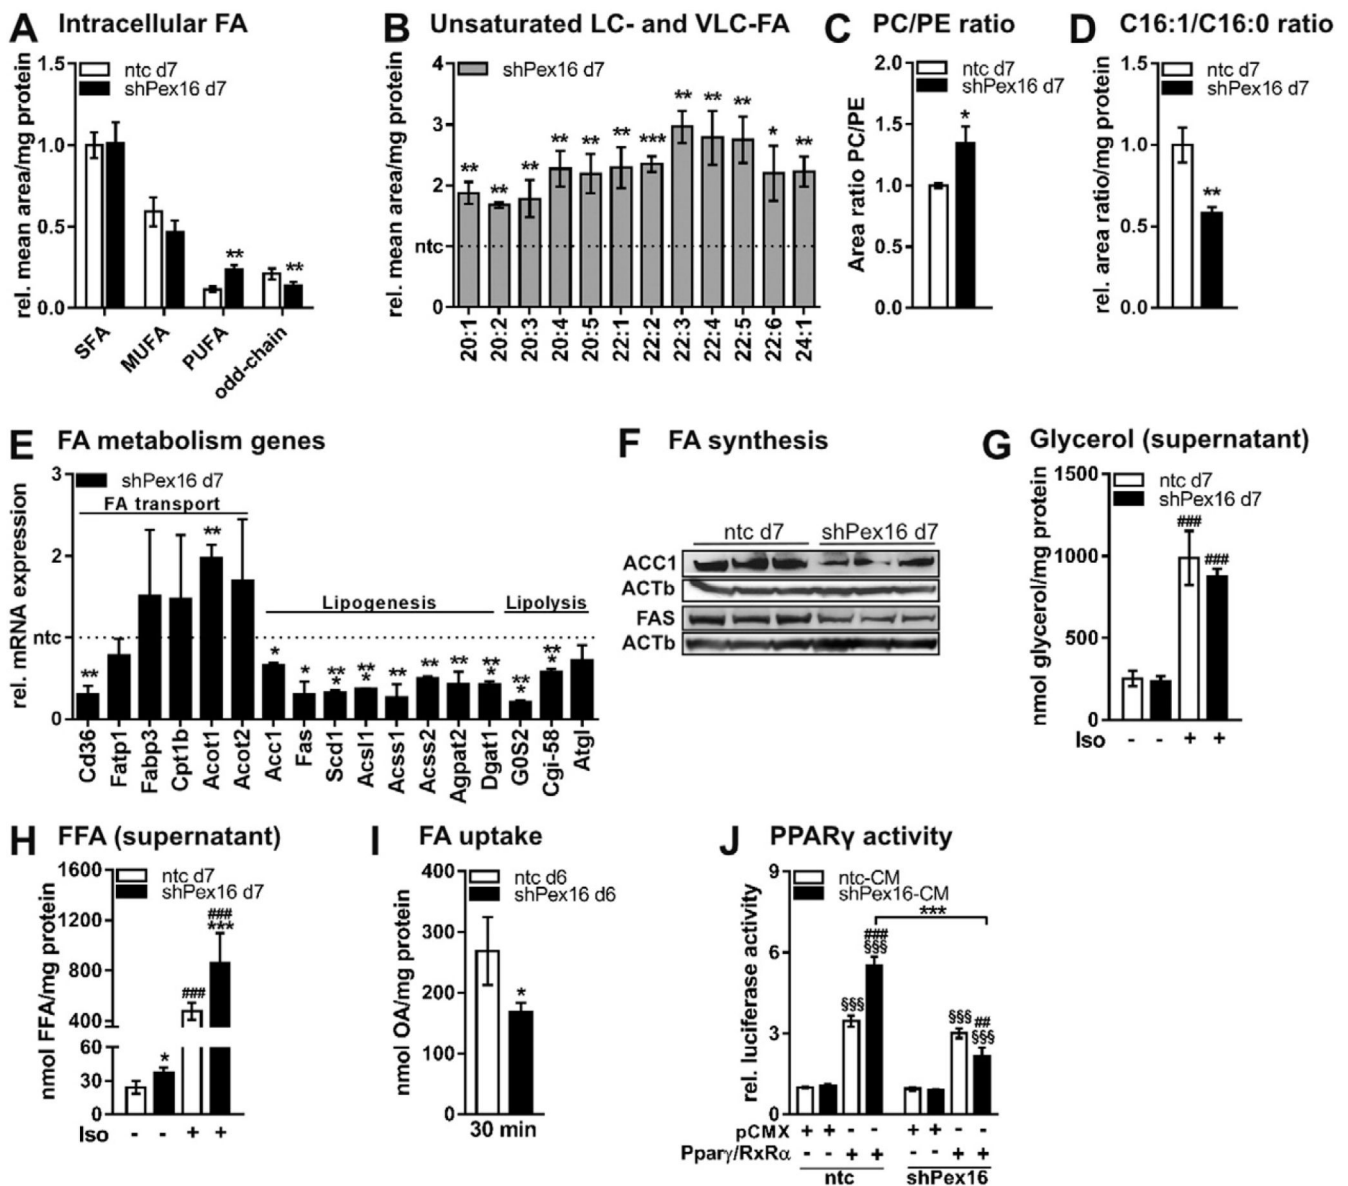 A Intracellular FA
rel. mean area/mg protein
1.5
1.0
0.5
0.0
ntc d7
shPex16 d7
**
**
SFA
MUFA
PUFA
odd-chain
B Unsaturated LC- and VLC-FA
rel. mean area/mg protein
4
3
2
ntc
0
shPex16 d7
** ** ** ** ** ** *** ** ** ** * **
20:1
20:2
20:3
20:4
20:5
22:1
22:2
22:3
22:4
22:5
22:6
24:1
C PC/PE ratio
Area ratio PC/PE
2.0
1.5
1.0
0.5
0.0
ntc d7
shPex16 d7
*
D C16:1/C16:0 ratio
rel. area ratio/mg protein
1.5
1.0
0.5
0.0
ntc d7
shPex16 d7
**
E FA metabolism genes
rel. mRNA expression
3
2
ntc
0
shPex16 d7
FA transport
Lipogenesis
Lipolysis
** ** * * *** *** ** ** ** *** *** ***
Cd36
Fatp1
Fabp3
Cpt1b
Acot1
Acot2
Acc1
Fas
Scd1
Acsl1
Acss1
Acss2
Agpat2
Dgat1
G0S2
Cgi-58
Atgl
F FA synthesis
ntc d7 shPex16 d7
ACC1
ACTb
FAS
ACTb
G Glycerol (supernatant)
nmol glycerol/mg protein
1500
1000
500
0
ntc d7
shPex16 d7
###
###
Iso - - + +
H FFA (supernatant)
nmol FFA/mg protein
1600
1200
800
400
60
30
0
ntc d7
shPex16 d7
*
###
###
***
Iso - - + +
I FA uptake
nmol OA/mg protein
400
300
200
100
0
ntc d6
shPex16 d6
*
30 min
J PPARγ activity
rel. luciferase activity
9
6
3
0
ntc-CM
shPex16-CM
***
§§§
###
§§§
§§§
##
§§§
pCMX + + - - + + - -
Pparγ/RxRα - - + + - - + +
ntc shPex16